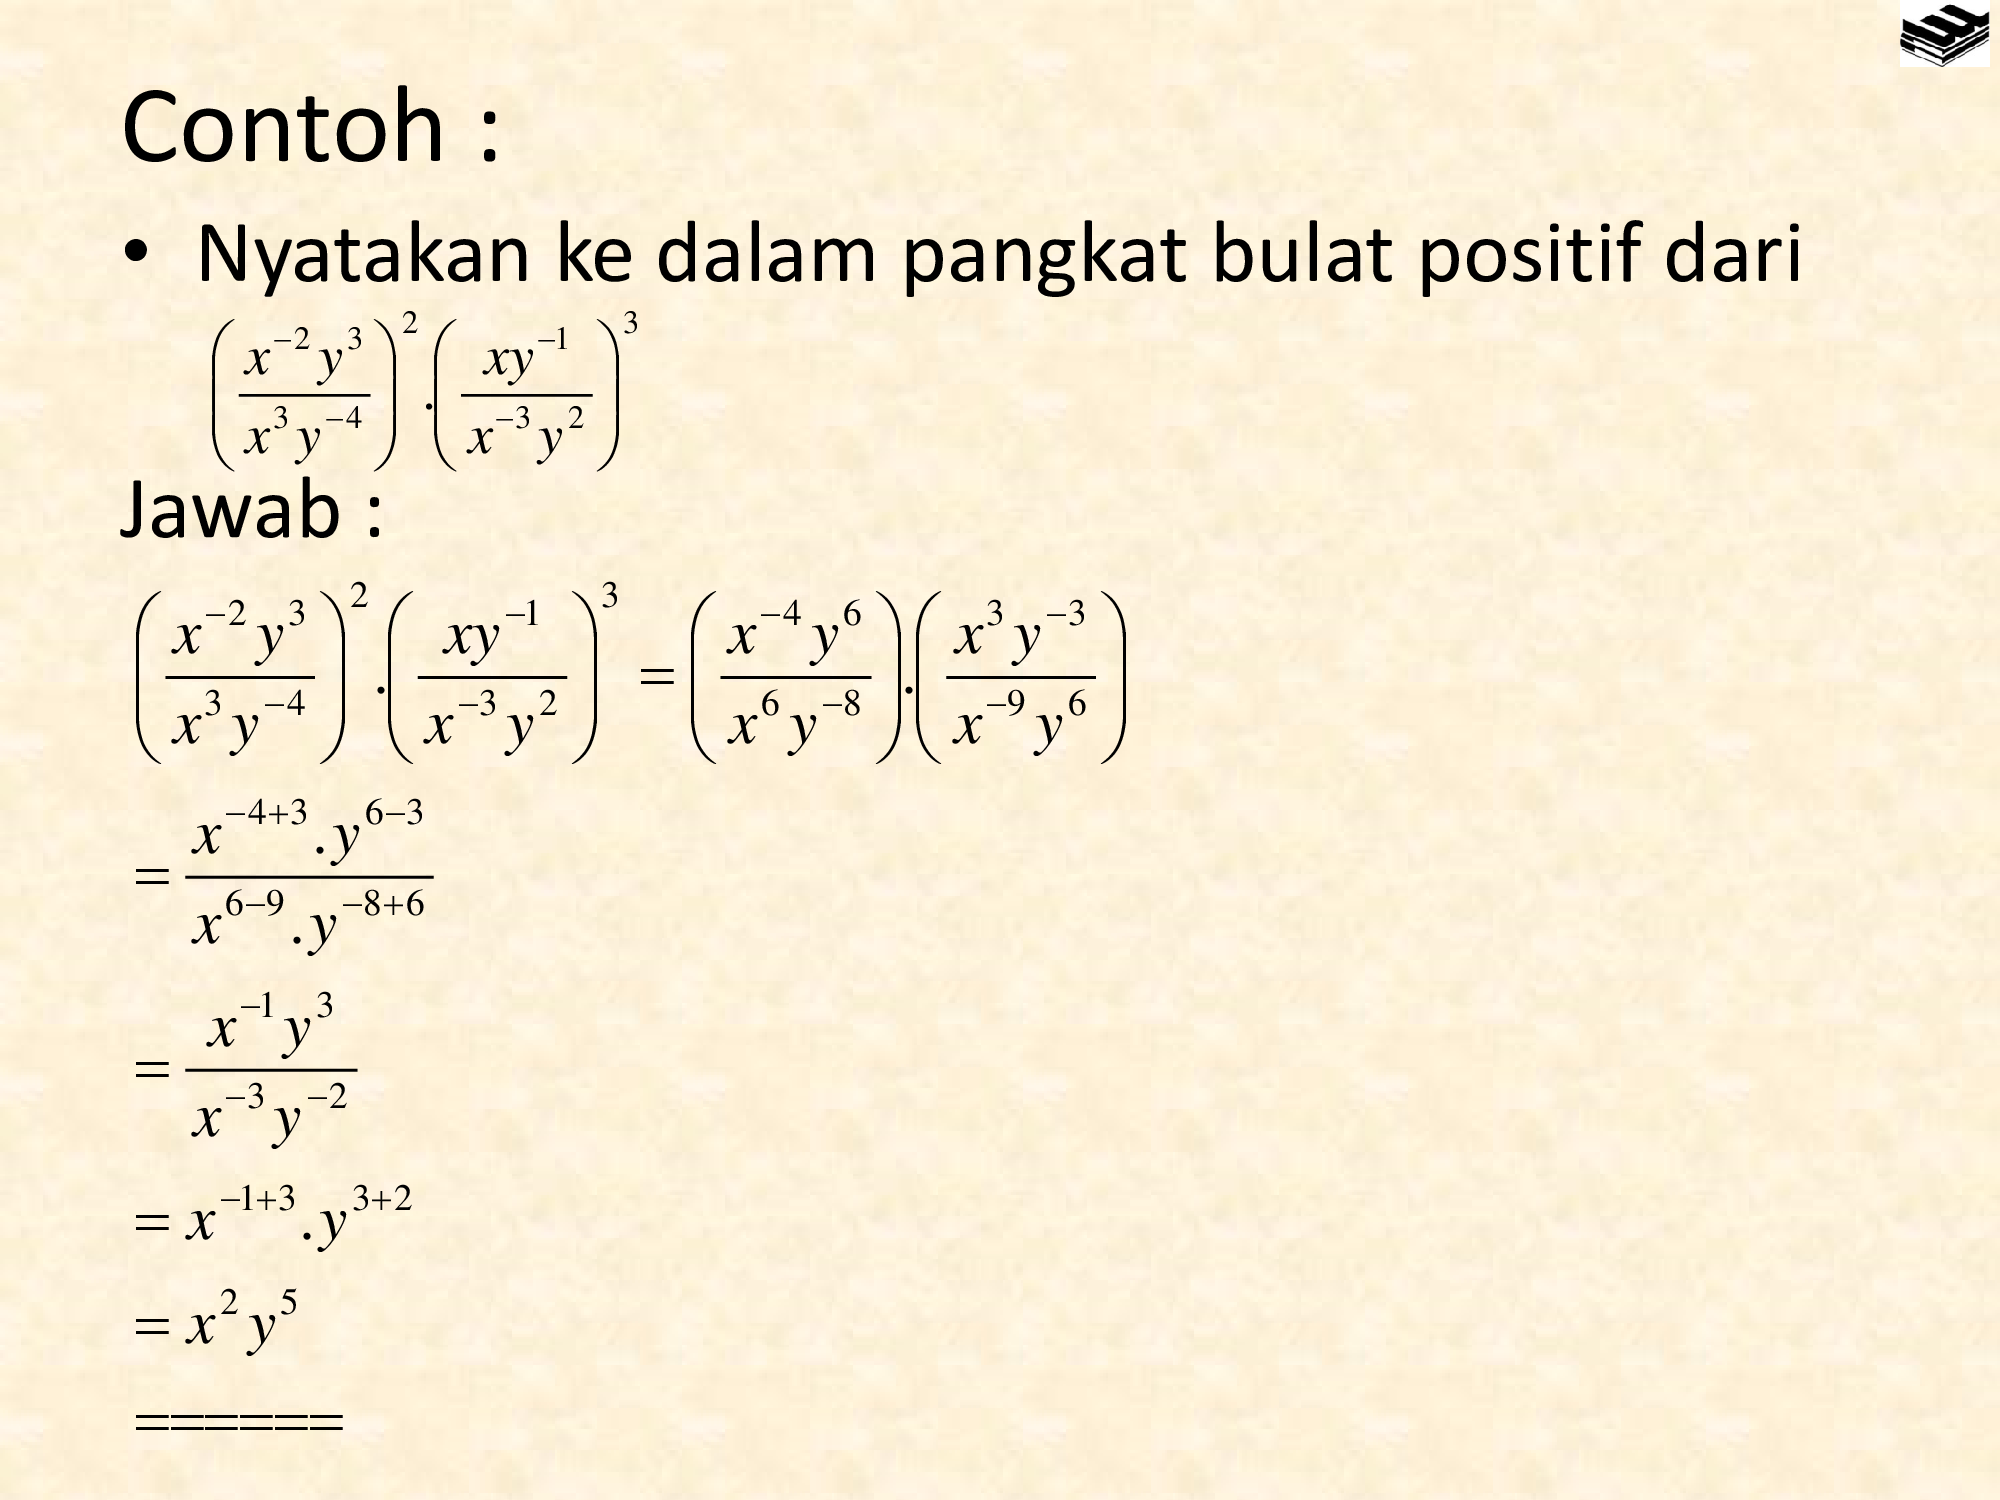 Contoh :
• Nyatakan ke dalam pangkat bulat positif dari
$\left(\frac{x^{-2}y^{3}}{x^{3}y^{-4}}\right)^{2}.\left(\frac{xy^{-1}}{x^{-3}y^{2}}\right)^{3}$
Jawab :
$\left(\frac{x^{-2}y^{3}}{x^{3}y^{-4}}\right)^{2}.\left(\frac{xy^{-1}}{x^{-3}y^{2}}\right)^{3}=\left(\frac{x^{-4}y^{6}}{x^{6}y^{-8}}\right).\left(\frac{x^{3}y^{-3}}{x^{-9}y^{6}}\right)$
$=\frac{x^{-4+3}.y^{6-3}}{x^{6-9}.y^{-8+6}}$
$=\frac{x^{-1}y^{3}}{x^{-3}y^{-2}}$
$=x^{-1+3}.y^{3+2}$
$=x^{2}y^{5}$
======